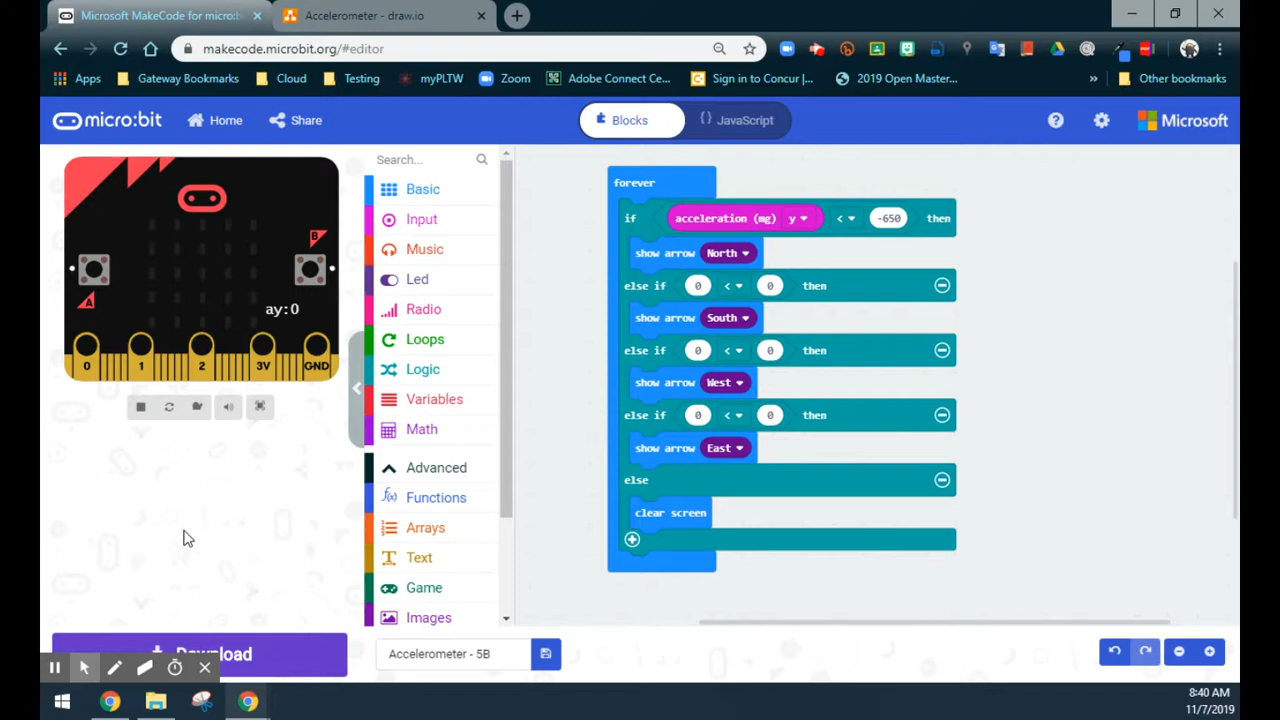 Microsoft MakeCode for micro:b
Accelerometer - draw.io
makecode.microbit.org/#editor
Apps
Gateway Bookmarks
Cloud
Testing
myPLTW
Zoom
Adobe Connect Ce...
Sign in to Concur |...
2019 Open Master...
»
Other bookmarks
micro:bit
Home
Share
Blocks
{} JavaScript
Microsoft
B
A
ay:0
0
1
2
3V
GND
Search...
Basic
Input
Music
Led
Radio
Loops
Logic
Variables
Math
Advanced
Functions
Arrays
Text
Game
Images
forever
if acceleration (mg) y < -650 then
show arrow North
else if 0 < 0 then
show arrow South
else if 0 < 0 then
show arrow West
else if 0 < 0 then
show arrow East
else
clear screen
Download
Accelerometer - 5B
8:40 AM
11/7/2019